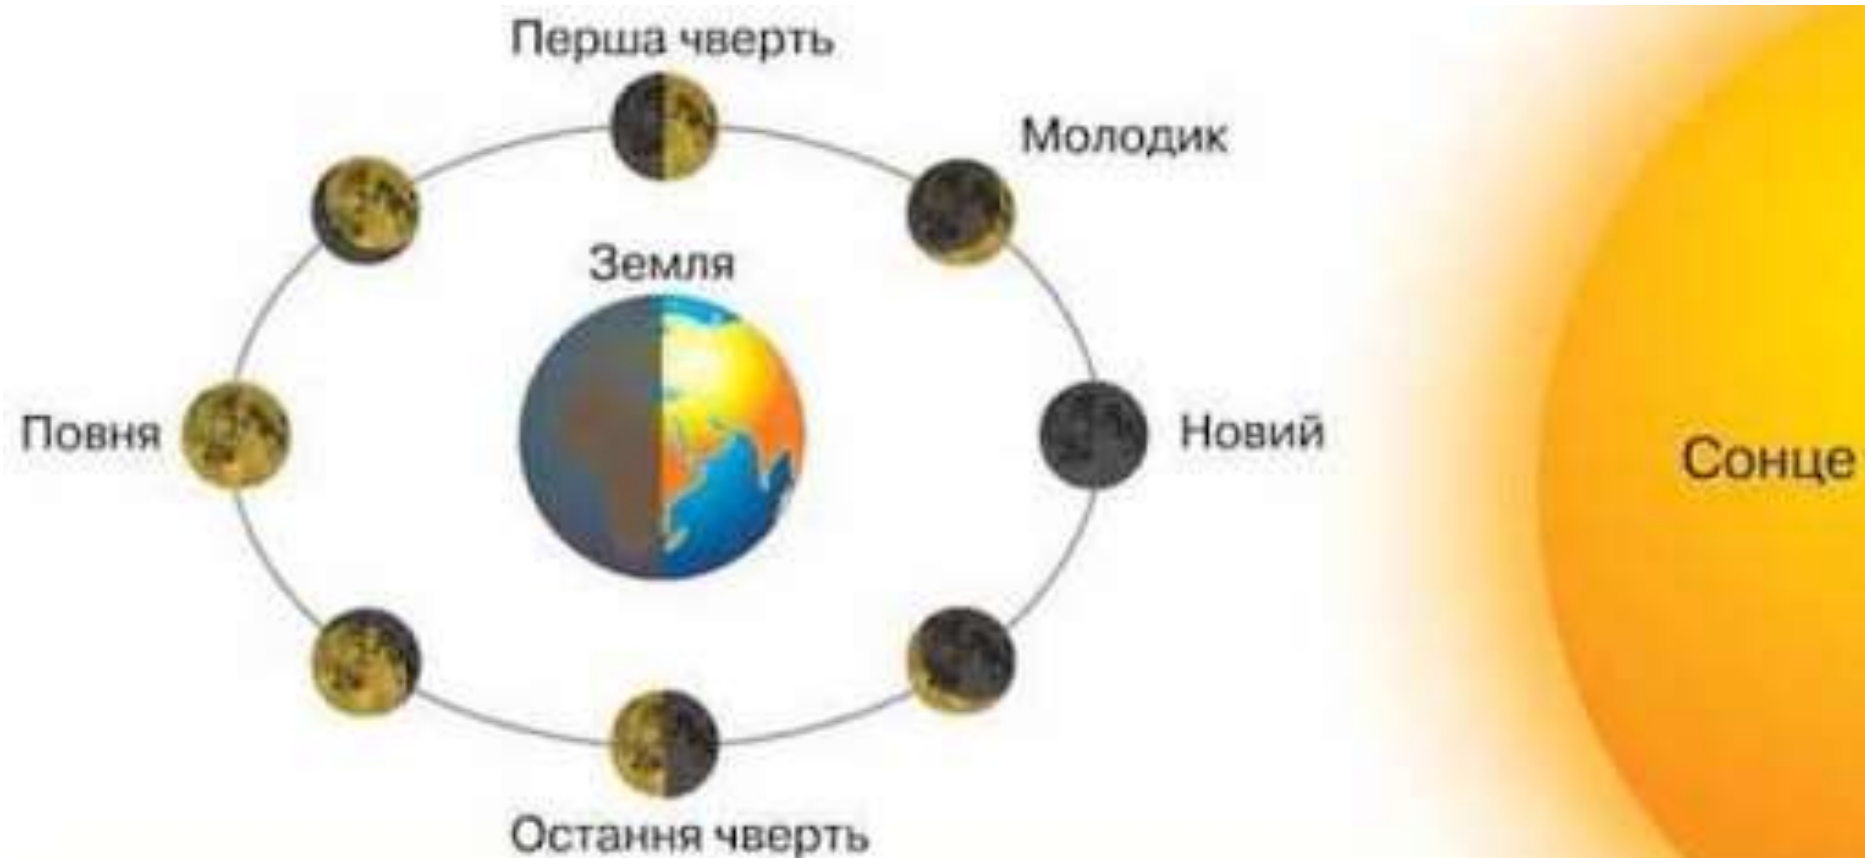 Перша чверть
Молодик
Земля
Повня
Новий
Сонце
Остання чверть